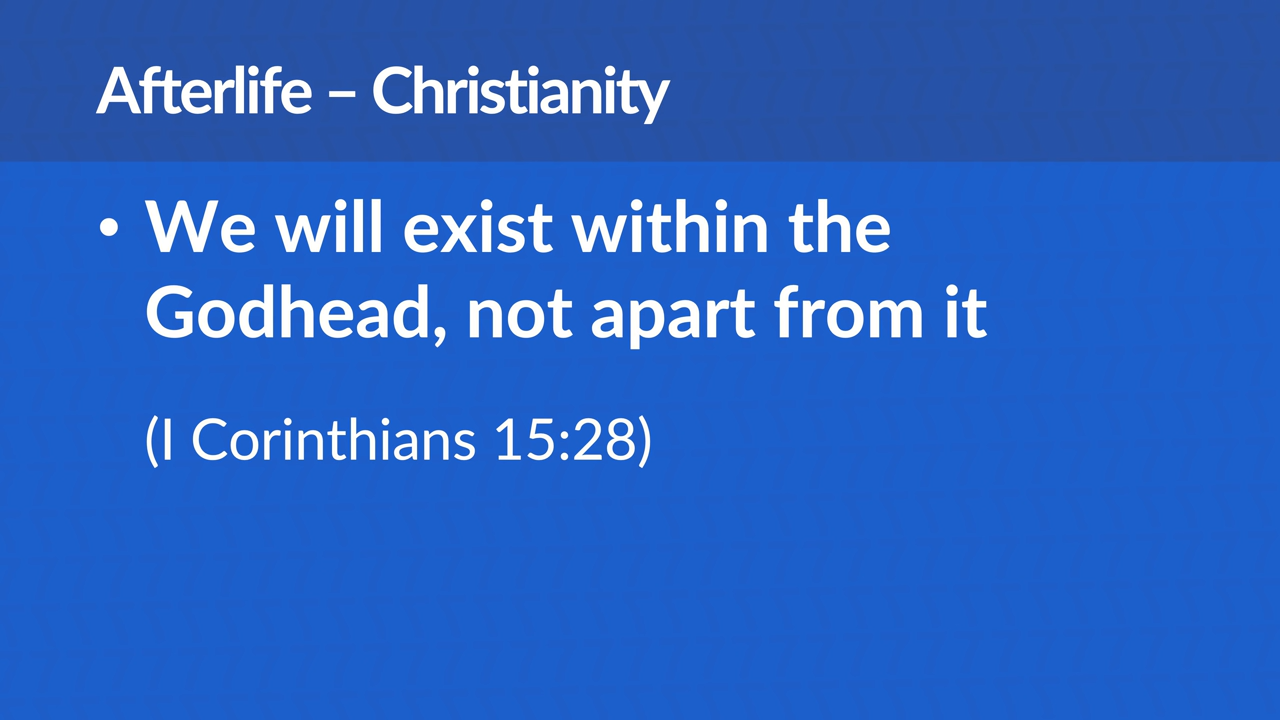 Afterlife – Christianity
• We will exist within the
Godhead, not apart from it
(I Corinthians 15:28)